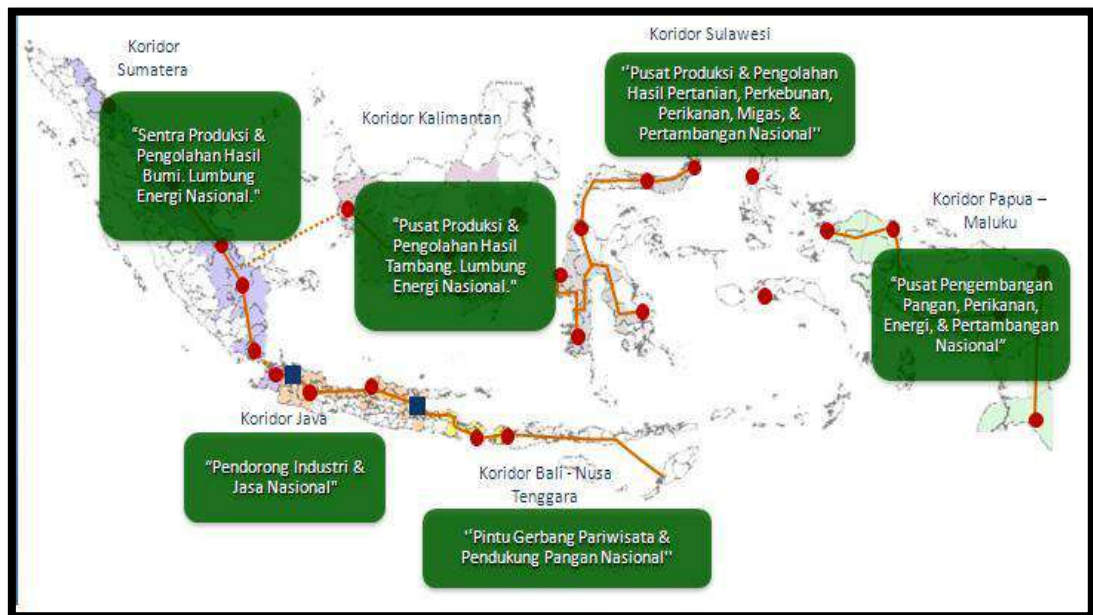 Koridor
Sumatera
"Sentra Produksi &
Pengolahan Hasil
Bumi. Lumbung
Energi Nasional."
Koridor Kalimantan
"Pusat Produksi &
Pengolahan Hasil
Tambang. Lumbung
Energi Nasional."
Koridor Sulawesi
"Pusat Produksi & Pengolahan
Hasil Pertanian, Perkebunan,
Perikanan, Migas, &
Pertambangan Nasional"
Koridor Papua –
Maluku
"Pusat Pengembangan
Pangan, Perikanan,
Energi, & Pertambangan
Nasional"
Koridor Java
"Pendorong Industri &
Jasa Nasional"
Koridor Bali - Nusa
Tenggara
"Pintu Gerbang Pariwisata &
Pendukung Pangan Nasional"